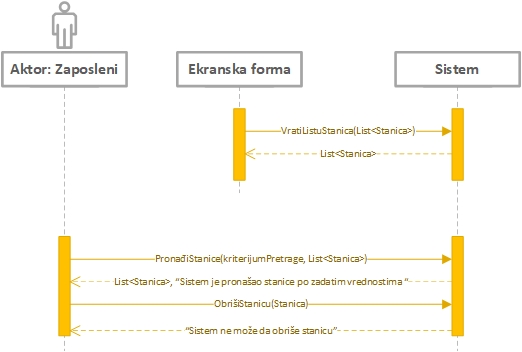 Aktor: Zaposleni
Ekranska forma
Sistem
VratiListuStanica(List<Stanica>)
List<Stanica>
PronađiStanice(kriterijumPretrage, List<Stanica>)
List<Stanica>, “Sistem je pronašao stanice po zadatim vrednostima “
ObrišiStanicu(Stanica)
“Sistem ne može da obriše stanicu”